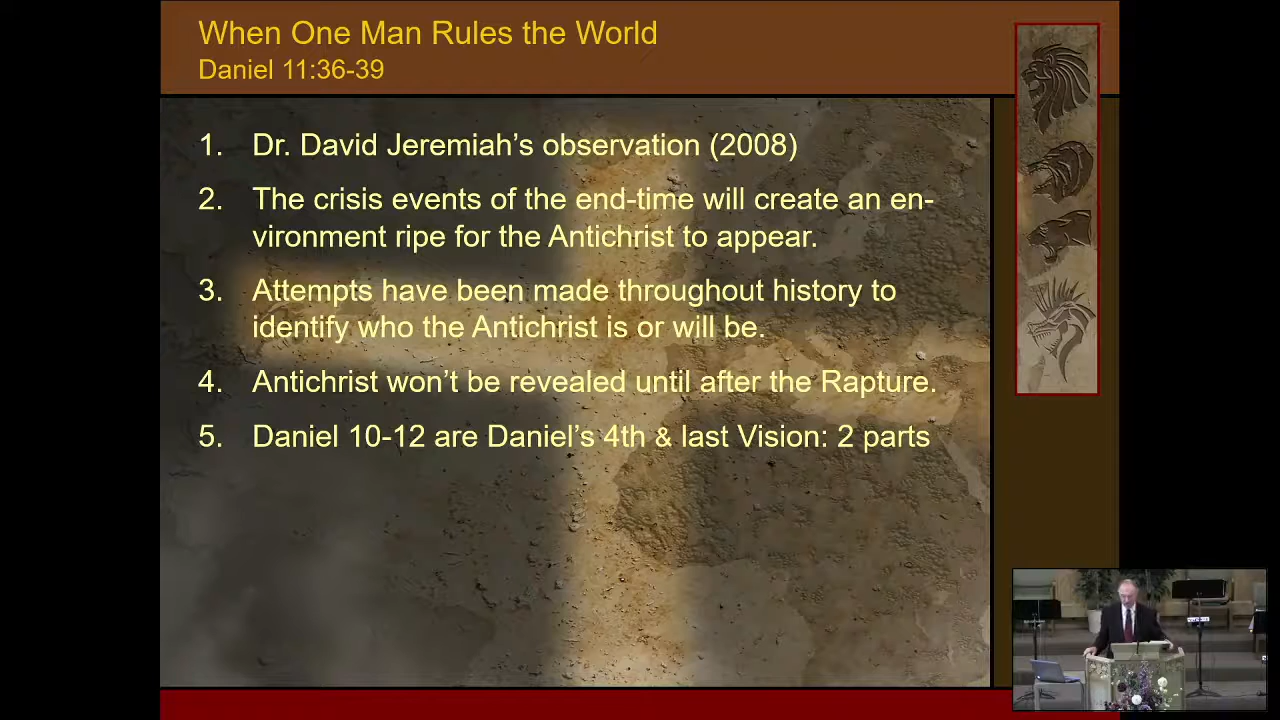 When One Man Rules the World
Daniel 11:36-39
1. Dr. David Jeremiah’s observation (2008)
2. The crisis events of the end-time will create an en-
vironment ripe for the Antichrist to appear.
3. Attempts have been made throughout history to
identify who the Antichrist is or will be.
4. Antichrist won’t be revealed until after the Rapture.
5. Daniel 10-12 are Daniel’s 4th & last Vision: 2 parts